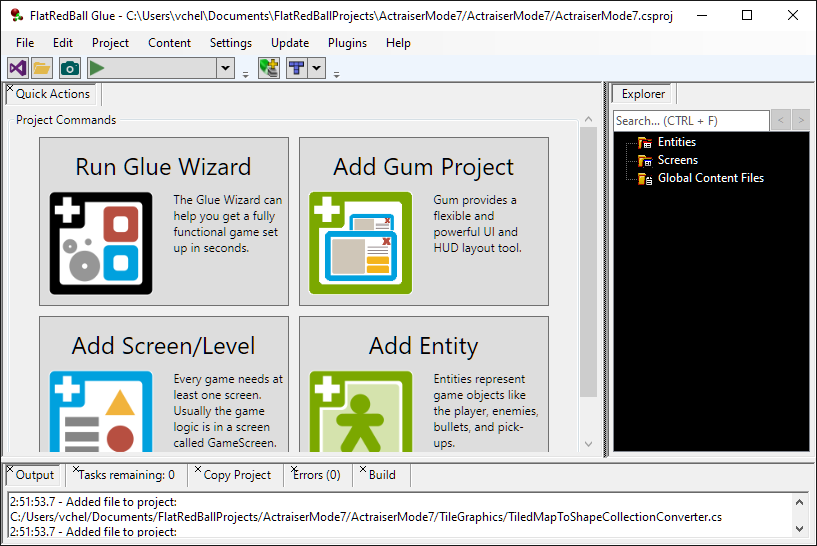 FlatRedBall Glue - C:\Users\vchel\Documents\FlatRedBallProjects\ActraiserMode7/ActraiserMode7/ActraiserMode7.csproj
File Edit Project Content Settings Update Plugins Help
Quick Actions
Project Commands
Run Glue Wizard
The Glue Wizard can
help you get a fully
functional game set
up in seconds.
Add Gum Project
Gum provides a
flexible and
powerful UI and
HUD layout tool.
Add Screen/Level
Every game needs at
least one screen.
Usually the game
logic is in a screen
called GameScreen.
Add Entity
Entities represent
game objects like
the player, enemies,
bullets, and pick-
ups.
Explorer
Search... (CTRL + F)
< >
Entities
Screens
Global Content Files
Output Tasks remaining: 0 Copy Project Errors (0) Build
2:51:53.7 - Added file to project:
C:/Users/vchel/Documents/FlatRedBallProjects/ActraiserMode7/ActraiserMode7/TileGraphics/TiledMapToShapeCollectionConverter.cs
2:51:53.7 - Added file to project: